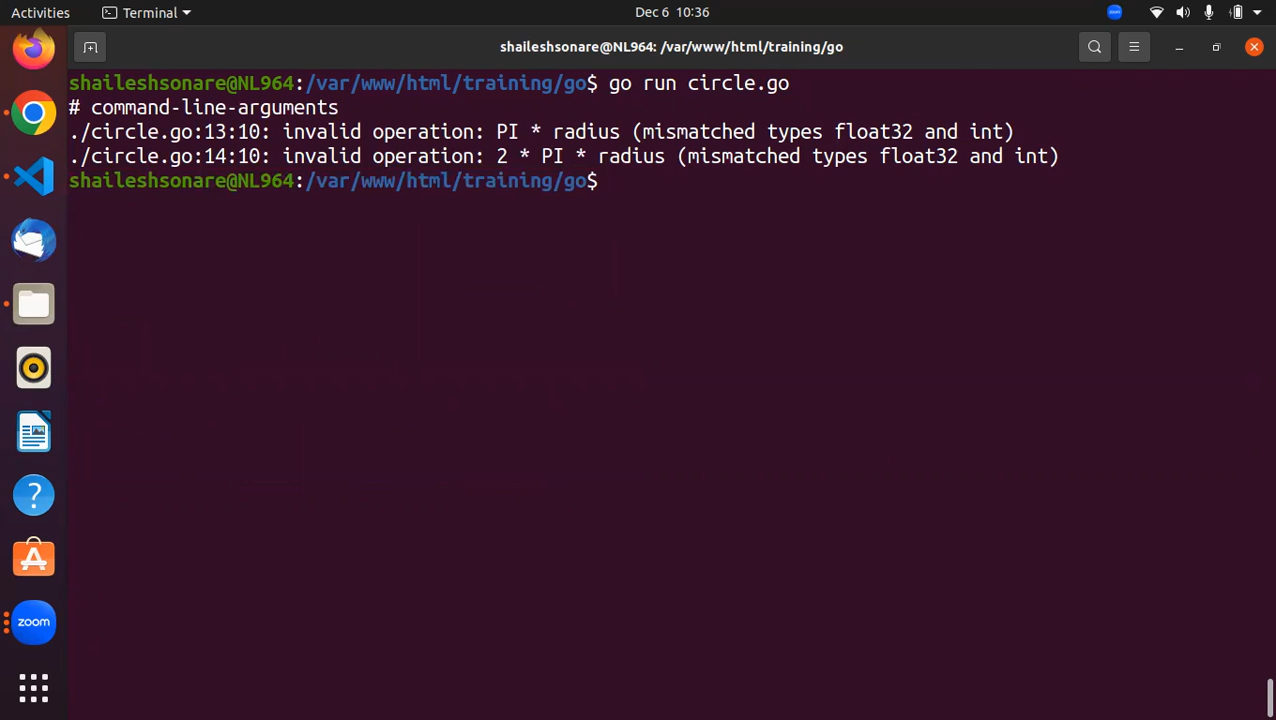 Activities
Terminal
Dec 6 10:36
shaileshsonare@NL964: /var/www/html/training/go
shaileshsonare@NL964:/var/www/html/training/go$ go run circle.go
# command-line-arguments
./circle.go:13:10: invalid operation: PI * radius (mismatched types float32 and int)
./circle.go:14:10: invalid operation: 2 * PI * radius (mismatched types float32 and int)
shaileshsonare@NL964:/var/www/html/training/go$
zoom